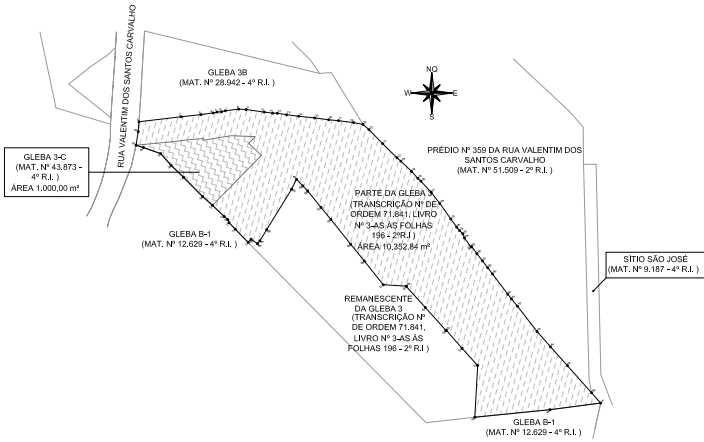 RUA VALENTIM DOS SANTOS CARVALHO
GLEBA 3B
(MAT. Nº 28.942 - 4º R.I. )
NQ
W
E
S
PRÉDIO Nº 359 DA RUA VALENTIM DOS
SANTOS CARVALHO
(MAT. Nº 51.509 - 2º R.I.)
GLEBA 3-C
(MAT. Nº 43.873 -
4º R.I.)
ÁREA 1.000,00 m²
PARTE DA GLEBA 3
(TRANSCRIÇÃO Nº DE
ORDEM 71.841, LIVRO
Nº 3-AS ÀS FOLHAS
196 - 2ºR.I )
ÁREA 10.352,84 m²
GLEBA B-1
(MAT. Nº 12.629 - 4º R.I.)
SÍTIO SÃO JOSÉ
(MAT. Nº 9.187 - 4º R.I. )
REMANESCENTE
DA GLEBA 3
(TRANSCRIÇÃO Nº
DE ORDEM 71.841,
LIVRO Nº 3-AS ÀS
FOLHAS 196 - 2º R.I )
GLEBA B-1
(MAT. Nº 12.629 - 4º R.I.)